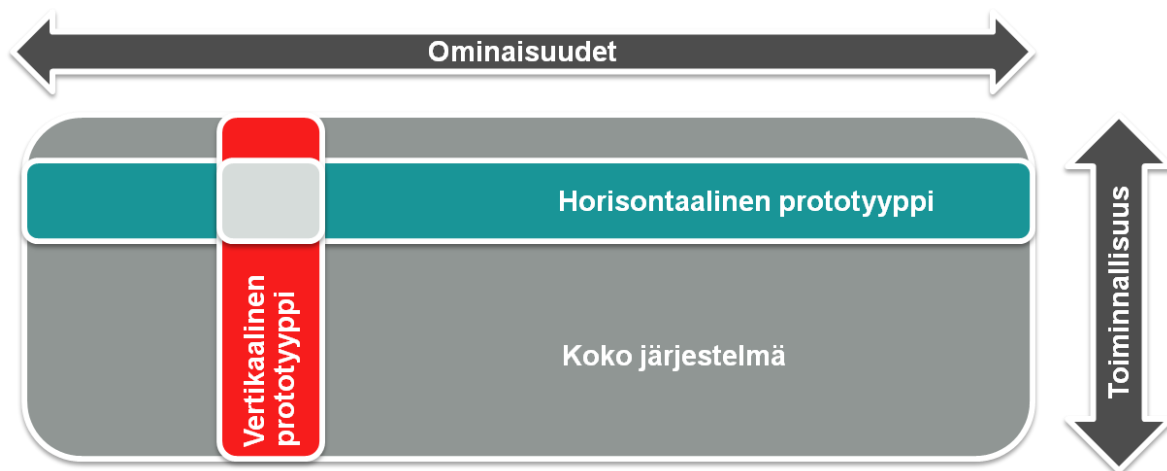 Ominaisuudet
Horisontaalinen prototyyppi
Vertikaalinen
prototyyppi
Koko järjestelmä
Toiminnallisuus